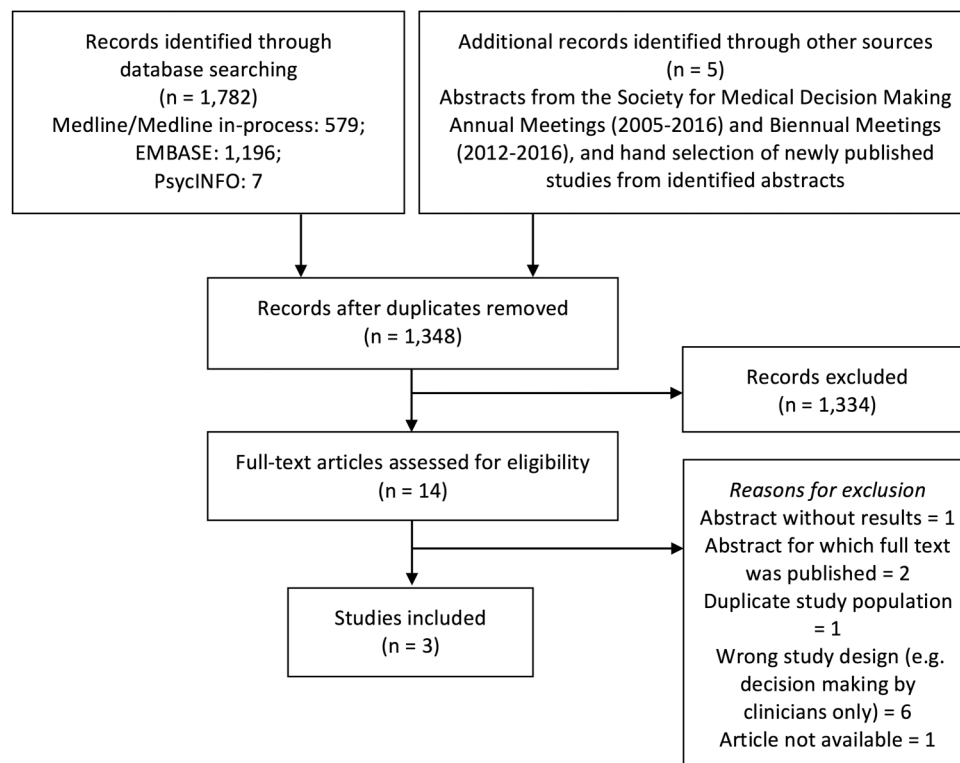 Records identified through
database searching
(n = 1,782)
Medline/Medline in-process: 579;
EMBASE: 1,196;
PsycINFO: 7
Additional records identified through other sources
(n = 5)
Abstracts from the Society for Medical Decision Making
Annual Meetings (2005-2016) and Biennual Meetings
(2012-2016), and hand selection of newly published
studies from identified abstracts
Records after duplicates removed
(n = 1,348)
Records excluded
(n = 1,334)
Full-text articles assessed for eligibility
(n = 14)
Reasons for exclusion
Abstract without results = 1
Abstract for which full text
was published = 2
Duplicate study population
= 1
Wrong study design (e.g.
decision making by
clinicians only) = 6
Article not available = 1
Studies included
(n = 3)